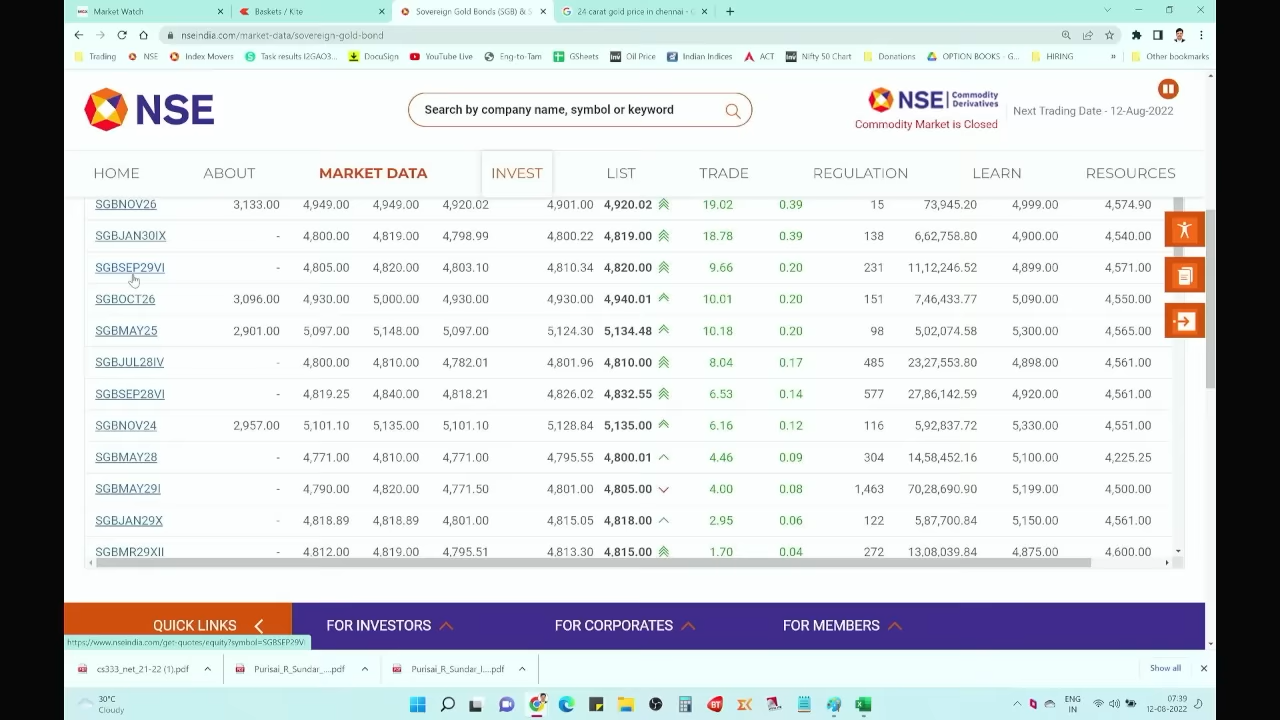 Market Watch
Baskets / Kite
Sovereign Gold Bonds (SGB) & S
24 carat gold price in chennai - G
nseindia.com/market-data/sovereign-gold-bond
Trading NSE Index Movers Task results I2GAO3... DocuSign YouTube Live Eng-to-Tam GSheets Oil Price Indian Indices ACT Nifty 50 Chart Donations OPTION BOOKS - G... HIRING » Other bookmarks
NSE
Search by company name, symbol or keyword
NSE Commodity Derivatives
Commodity Market is Closed
Next Trading Date - 12-Aug-2022
HOME ABOUT MARKET DATA INVEST LIST TRADE REGULATION LEARN RESOURCES
SGBNOV26 3,133.00 4,949.00 4,949.00 4,920.02 4,901.00 4,920.02 19.02 0.39 15 73,945.20 4,999.00 4,574.90
SGBJAN30IX - 4,800.00 4,819.00 4,798.90 4,800.22 4,819.00 18.78 0.39 138 6,62,758.80 4,900.00 4,540.00
SGBSEP29VI - 4,805.00 4,820.00 4,803.10 4,810.34 4,820.00 9.66 0.20 231 11,12,246.52 4,899.00 4,571.00
SGBOCT26 3,096.00 4,930.00 5,000.00 4,930.00 4,930.00 4,940.01 10.01 0.20 151 7,46,433.77 5,090.00 4,550.00
SGBMAY25 2,901.00 5,097.00 5,148.00 5,097.00 5,124.30 5,134.48 10.18 0.20 98 5,02,074.58 5,300.00 4,565.00
SGBJUL28IV - 4,800.00 4,810.00 4,782.01 4,801.96 4,810.00 8.04 0.17 485 23,27,553.80 4,898.00 4,561.00
SGBSEP28VI - 4,819.25 4,840.00 4,818.21 4,826.02 4,832.55 6.53 0.14 577 27,86,142.59 4,920.00 4,561.00
SGBNOV24 2,957.00 5,101.10 5,135.00 5,101.10 5,128.84 5,135.00 6.16 0.12 116 5,92,837.72 5,330.00 4,551.00
SGBMAY28 - 4,771.00 4,810.00 4,771.00 4,795.55 4,800.01 4.46 0.09 304 14,58,452.16 5,100.00 4,225.25
SGBMAY29I - 4,790.00 4,820.00 4,771.50 4,801.00 4,805.00 4.00 0.08 1,463 70,28,690.90 5,199.00 4,500.00
SGBJAN29X - 4,818.89 4,818.89 4,801.00 4,815.05 4,818.00 2.95 0.06 122 5,87,700.84 5,150.00 4,561.00
SGBMR29XII - 4,812.00 4,819.00 4,795.51 4,813.30 4,815.00 1.70 0.04 272 13,08,039.84 4,875.00 4,600.00
QUICK LINKS FOR INVESTORS FOR CORPORATES FOR MEMBERS
https://www.nseindia.com/get-quotes/equity?symbol=SGBSEP29VI
cs333_net_21-22 (1).pdf Purisai_R_Sundar_....pdf Purisai_R_Sundar_I....pdf Show all
30°C
Cloudy
ENG
IN
07:39
12-08-2022